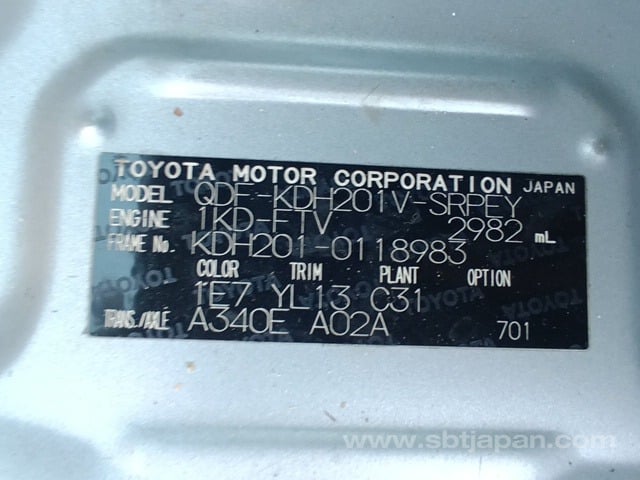 TOYOTA MOTOR CORPORATION JAPAN
MODEL QDF-KDH201V-SRPEY
ENGINE 1KD-FTV 2982 mL
FRAME No. KDH201-0118983
COLOR TRIM PLANT OPTION
1E7 YL13 C31
TRANS./AXLE A340E A02A 701
www.sbtjapan.com